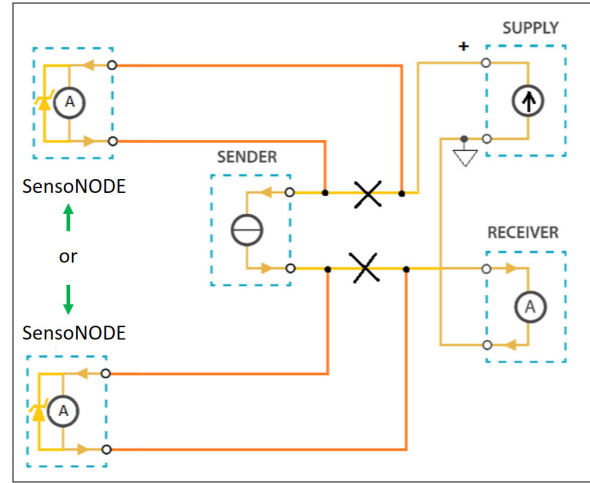 SUPPLY
+
A
SENDER
SensoNODE
or
RECEIVER
A
SensoNODE
A